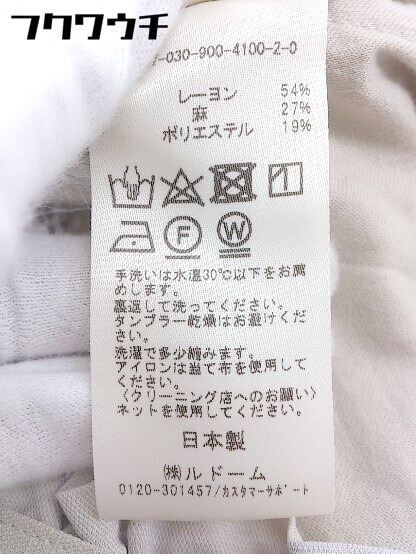 フクワウチ
-030-900-4100-2-0
レーヨン 54%
麻 27%
ポリエステル 19%
F W
手洗いは水温30℃以下をお薦
めします。
裏返して洗ってください。
タンブラー乾燥はお避けくだ
さい。
洗濯で多少縮みます。
アイロンは当て布を使用して
ください。
〈クリーニング店へのお願い〉
ネットを使用してください。
日本製
㈱ルドーム
0120-301457/カスタマーサポート